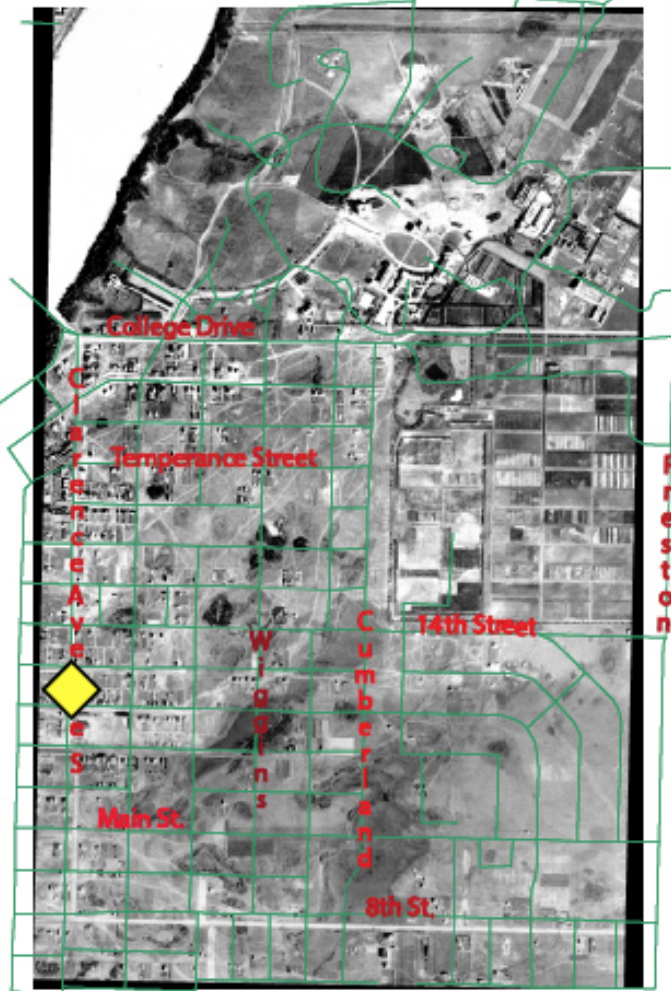 College Drive
Clarence Ave e S
Temperance Street
Preston
14th Street
Wiggins
Cumberland
Main St.
8th St.